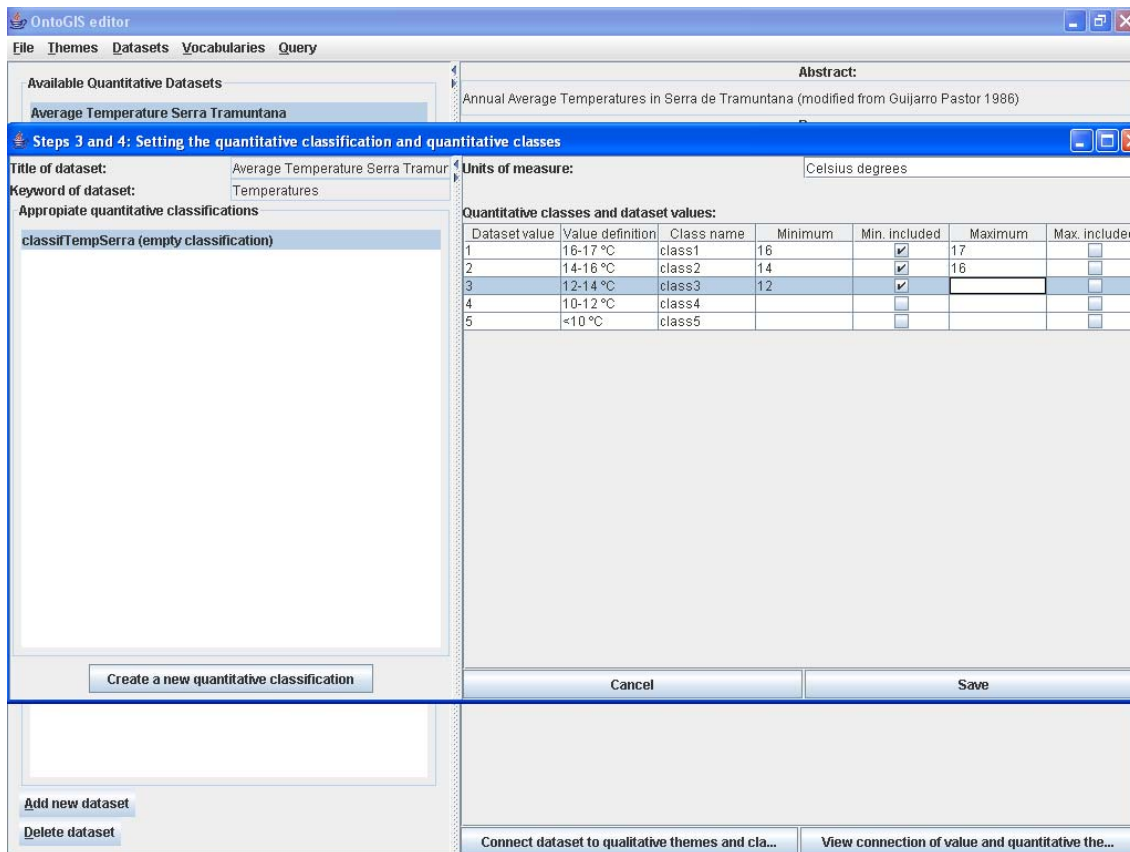 OntoGIS editor
File Themes Datasets Vocabularies Query
Available Quantitative Datasets
Average Temperature Serra Tramuntana
Abstract:
Annual Average Temperatures in Serra de Tramuntana (modified from Guijarro Pastor 1986)
Steps 3 and 4: Setting the quantitative classification and quantitative classes
Title of dataset: Average Temperature Serra Tramur
Keyword of dataset: Temperatures
Appropiate quantitative classifications
classifTempSerra (empty classification)
Create a new quantitative classification
Units of measure: Celsius degrees
Quantitative classes and dataset values:
Dataset value Value definition Class name Minimum Min. included Maximum Max. included
1 16-17 ºC class1 16 17
2 14-16 ºC class2 14 16
3 12-14 ºC class3 12
4 10-12 ºC class4
5 <10 ºC class5
Cancel Save
Add new dataset
Delete dataset
Connect dataset to qualitative themes and cla... View connection of value and quantitative the...